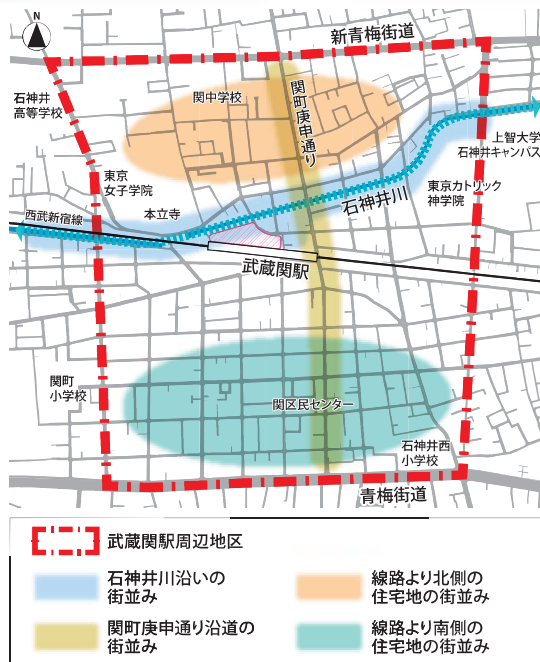 N
新青梅街道
石神井
高等学校
関中学校
関町庚申通り
上智大学
石神井キャンパス
東京
女子学院
東京カトリック
神学院
石神井川
本立寺
西武新宿線
武蔵関駅
関町
小学校
関区民センター
石神井西
小学校
青梅街道
武蔵関駅周辺地区
石神井川沿いの
街並み
線路より北側の
住宅地の街並み
関町庚申通り沿道の
街並み
線路より南側の
住宅地の街並み